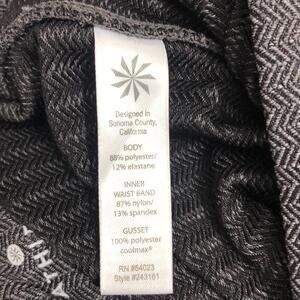 Designed in
Sonoma County,
California
BODY
88% polyester/
12% elastane
INNER
WAIST BAND
87% nylon/
13% spandex
GUSSET
100% polyester
coolmax®
RN #54023
Style #243161